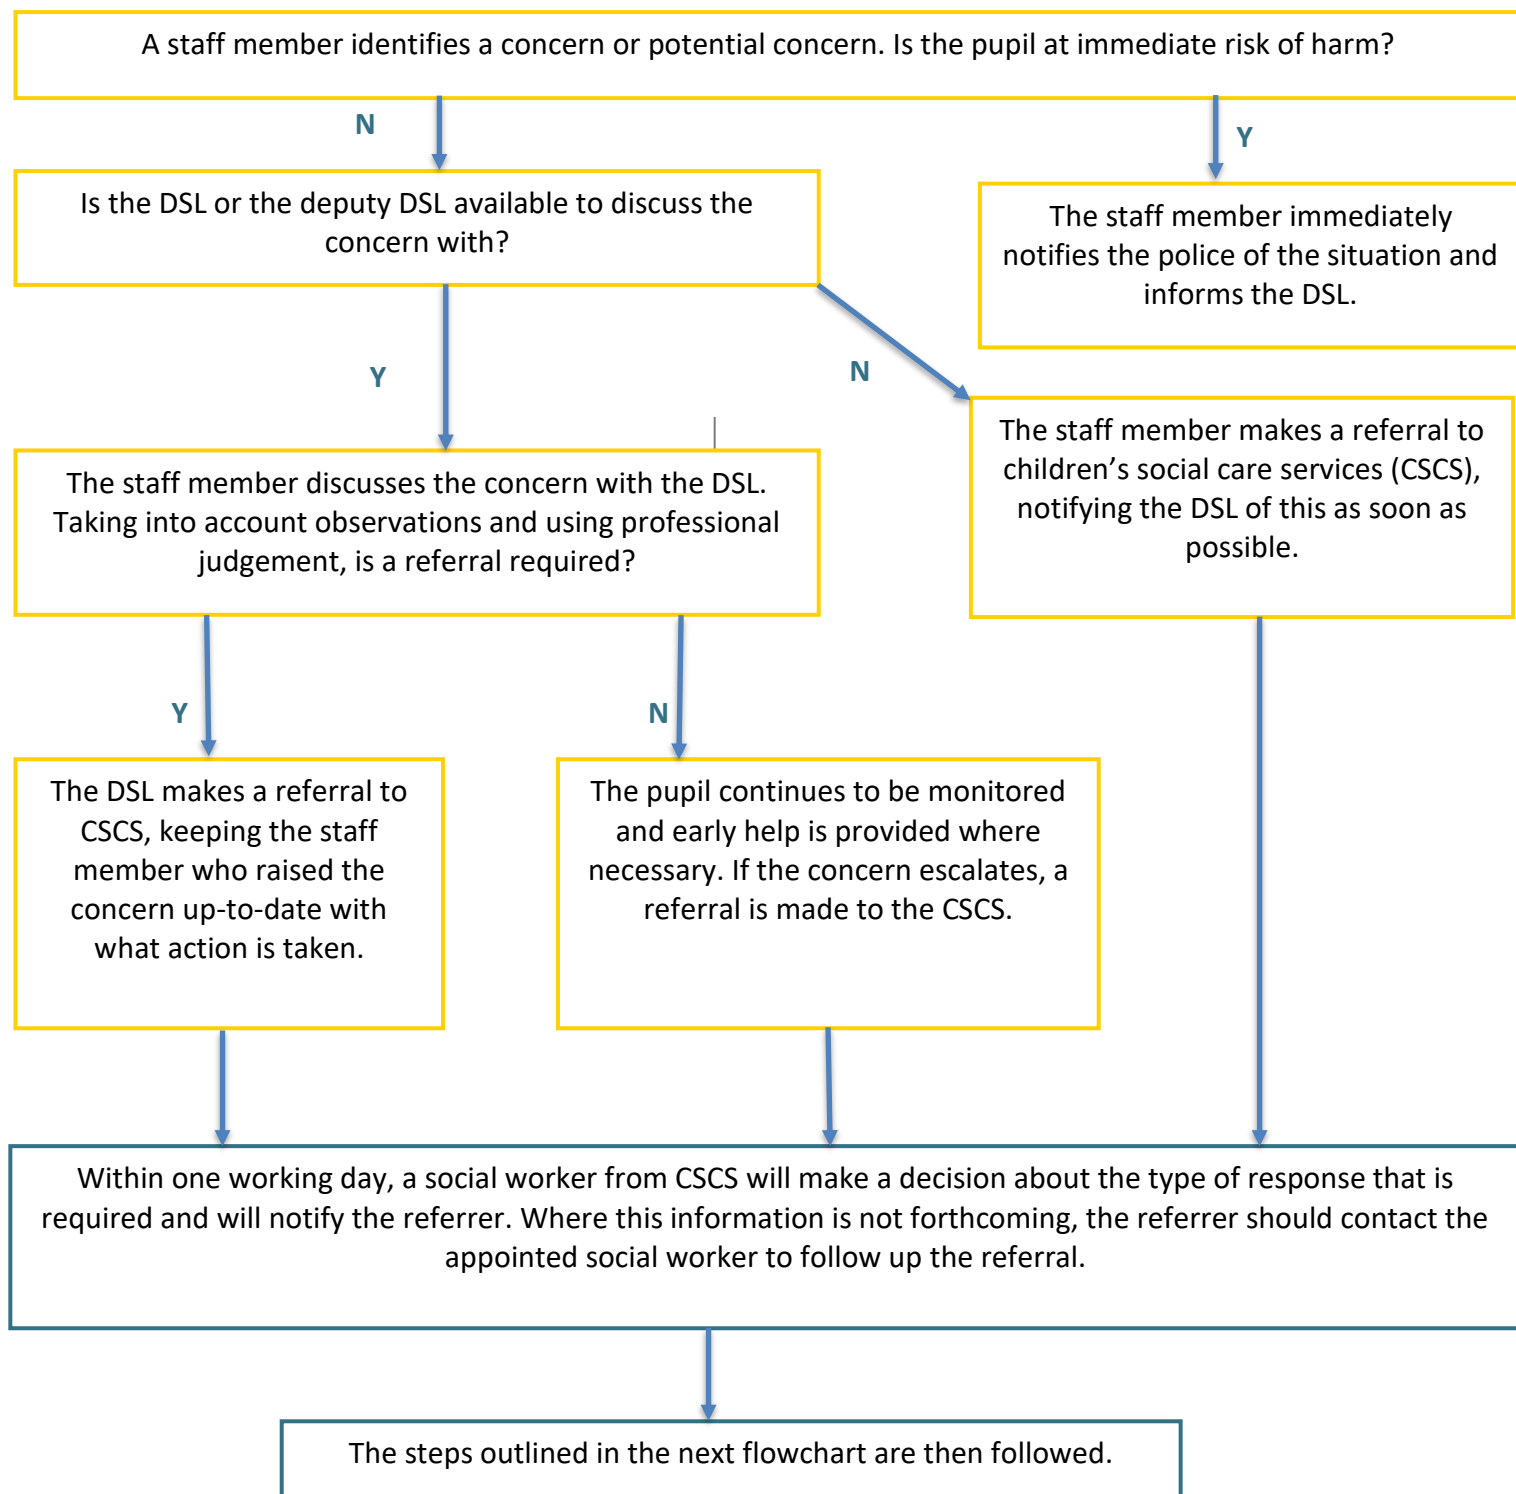 A staff member identifies a concern or potential concern. Is the pupil at immediate risk of harm?
N
Y
Is the DSL or the deputy DSL available to discuss the
concern with?
The staff member immediately
notifies the police of the situation and
informs the DSL.
Y
N
The staff member makes a referral to
children’s social care services (CSCS),
notifying the DSL of this as soon as
possible.
The staff member discusses the concern with the DSL.
Taking into account observations and using professional
judgement, is a referral required?
Y
N
The DSL makes a referral to
CSCS, keeping the staff
member who raised the
concern up-to-date with
what action is taken.
The pupil continues to be monitored
and early help is provided where
necessary. If the concern escalates, a
referral is made to the CSCS.
Within one working day, a social worker from CSCS will make a decision about the type of response that is
required and will notify the referrer. Where this information is not forthcoming, the referrer should contact the
appointed social worker to follow up the referral.
The steps outlined in the next flowchart are then followed.